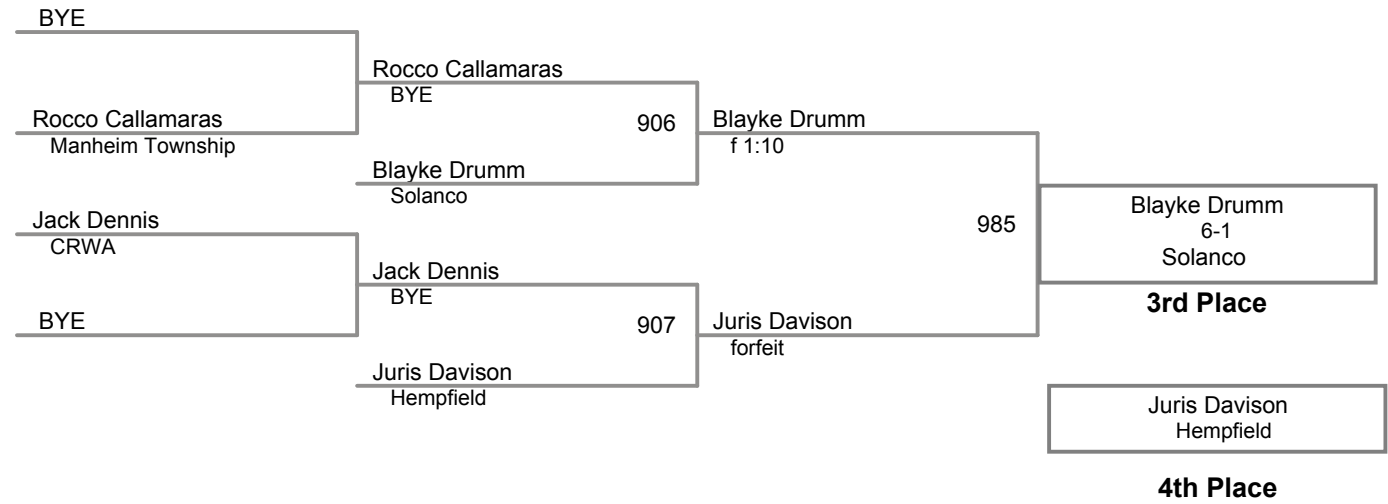 BYE
Rocco Callamaras
BYE
Rocco Callamaras
Manheim Township
906
Blayke Drumm
f 1:10
Blayke Drumm
Solanco
Jack Dennis
CRWA
985
Blayke Drumm
6-1
Solanco
Jack Dennis
BYE
3rd Place
BYE
907
Juris Davison
forfeit
Juris Davison
Hempfield
Juris Davison
Hempfield
4th Place